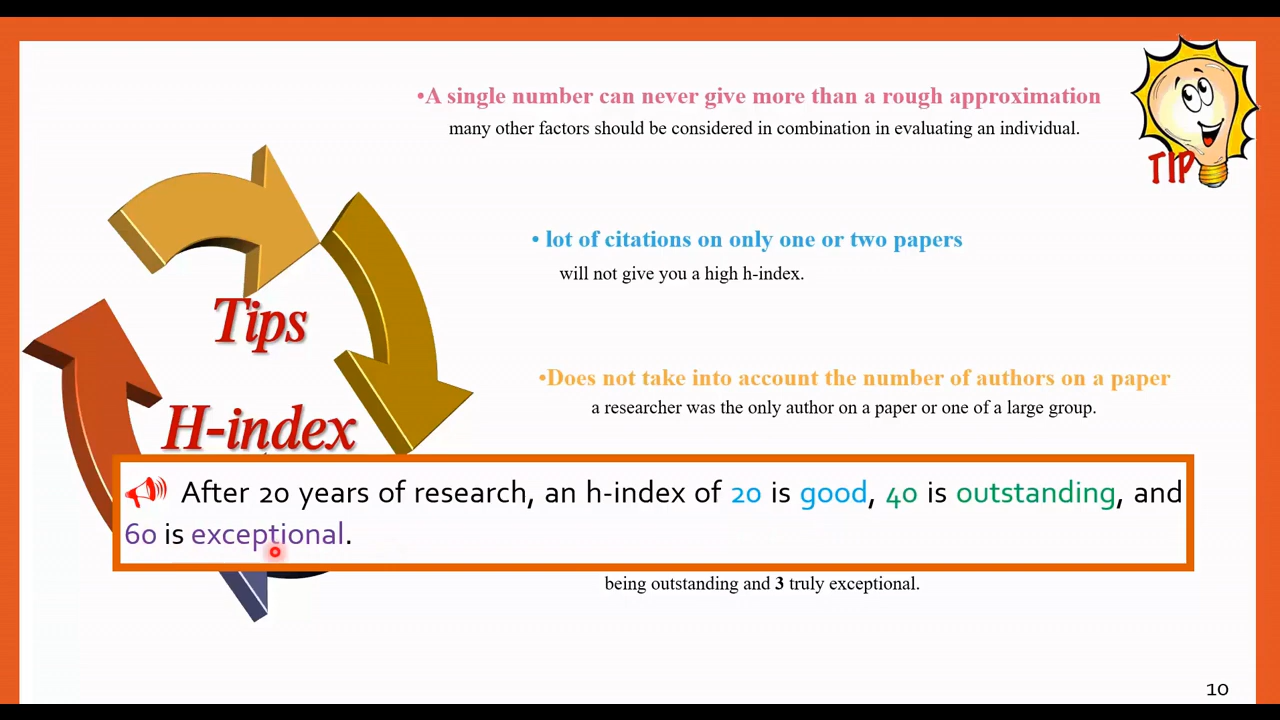 •A single number can never give more than a rough approximation
many other factors should be considered in combination in evaluating an individual.
TIP
• lot of citations on only one or two papers
will not give you a high h-index.
Tips
•Does not take into account the number of authors on a paper
a researcher was the only author on a paper or one of a large group.
H-index
After 20 years of research, an h-index of 20 is good, 40 is outstanding, and
60 is exceptional.
being outstanding and 3 truly exceptional.
10